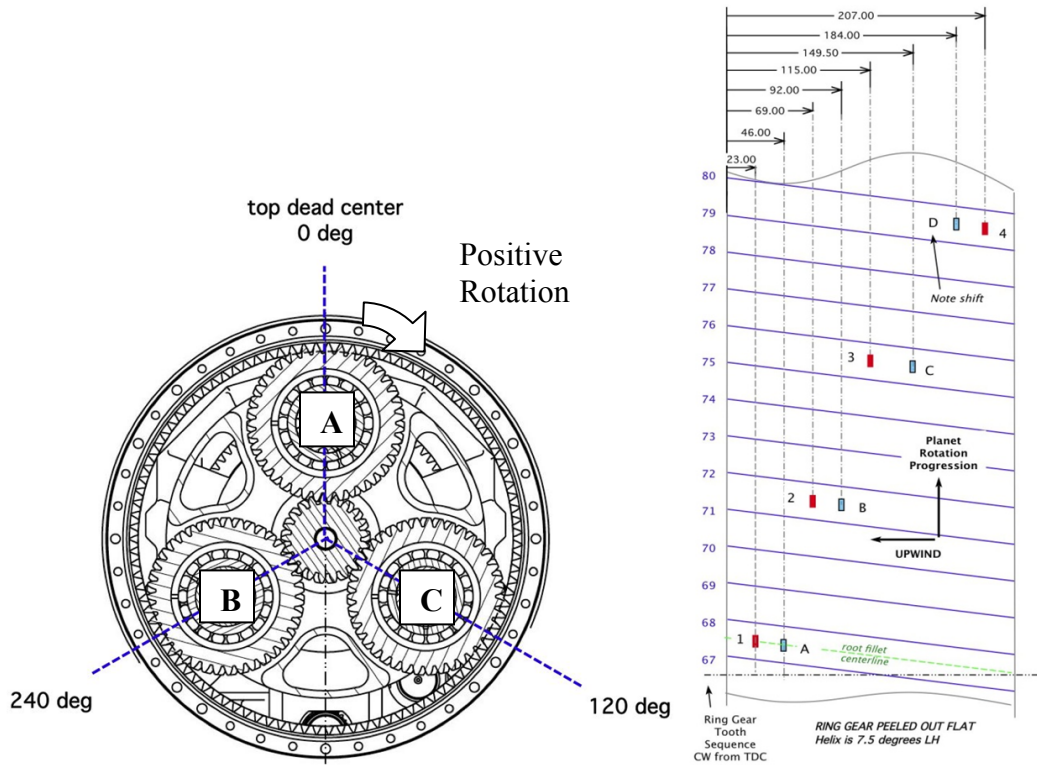 top dead center
0 deg
Positive
Rotation
A
B
C
240 deg
120 deg
207.00
184.00
149.50
115.00
92.00
69.00
46.00
23.00
80
79
78
77
76
75
74
73
72
71
70
69
68
67
D
4
Note shift
3
C
Planet
Rotation
Progression
2
B
UPWIND
1
A
root fillet
centerline
Ring Gear
Tooth
Sequence
CW from TDC
RING GEAR PEELED OUT FLAT
Helix is 7.5 degrees LH